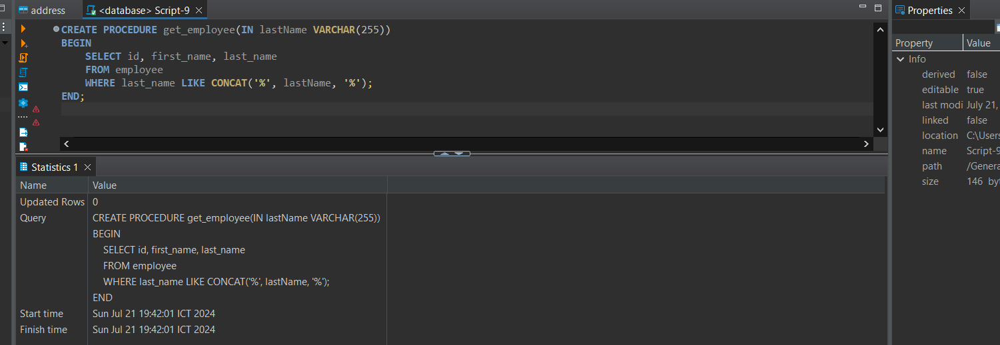 address
<database> Script-9
CREATE PROCEDURE get_employee(IN lastName VARCHAR(255))
BEGIN
SELECT id, first_name, last_name
FROM employee
WHERE last_name LIKE CONCAT('%', lastName, '%');
END;
Statistics 1
Name Value
Updated Rows 0
Query CREATE PROCEDURE get_employee(IN lastName VARCHAR(255))
BEGIN
SELECT id, first_name, last_name
FROM employee
WHERE last_name LIKE CONCAT('%', lastName, '%');
END
Start time Sun Jul 21 19:42:01 ICT 2024
Finish time Sun Jul 21 19:42:01 ICT 2024
Properties
Property Value
Info
derived false
editable true
last modi July 21,
linked false
location C:\Users
name Script-9
path /Genera
size 146 byt